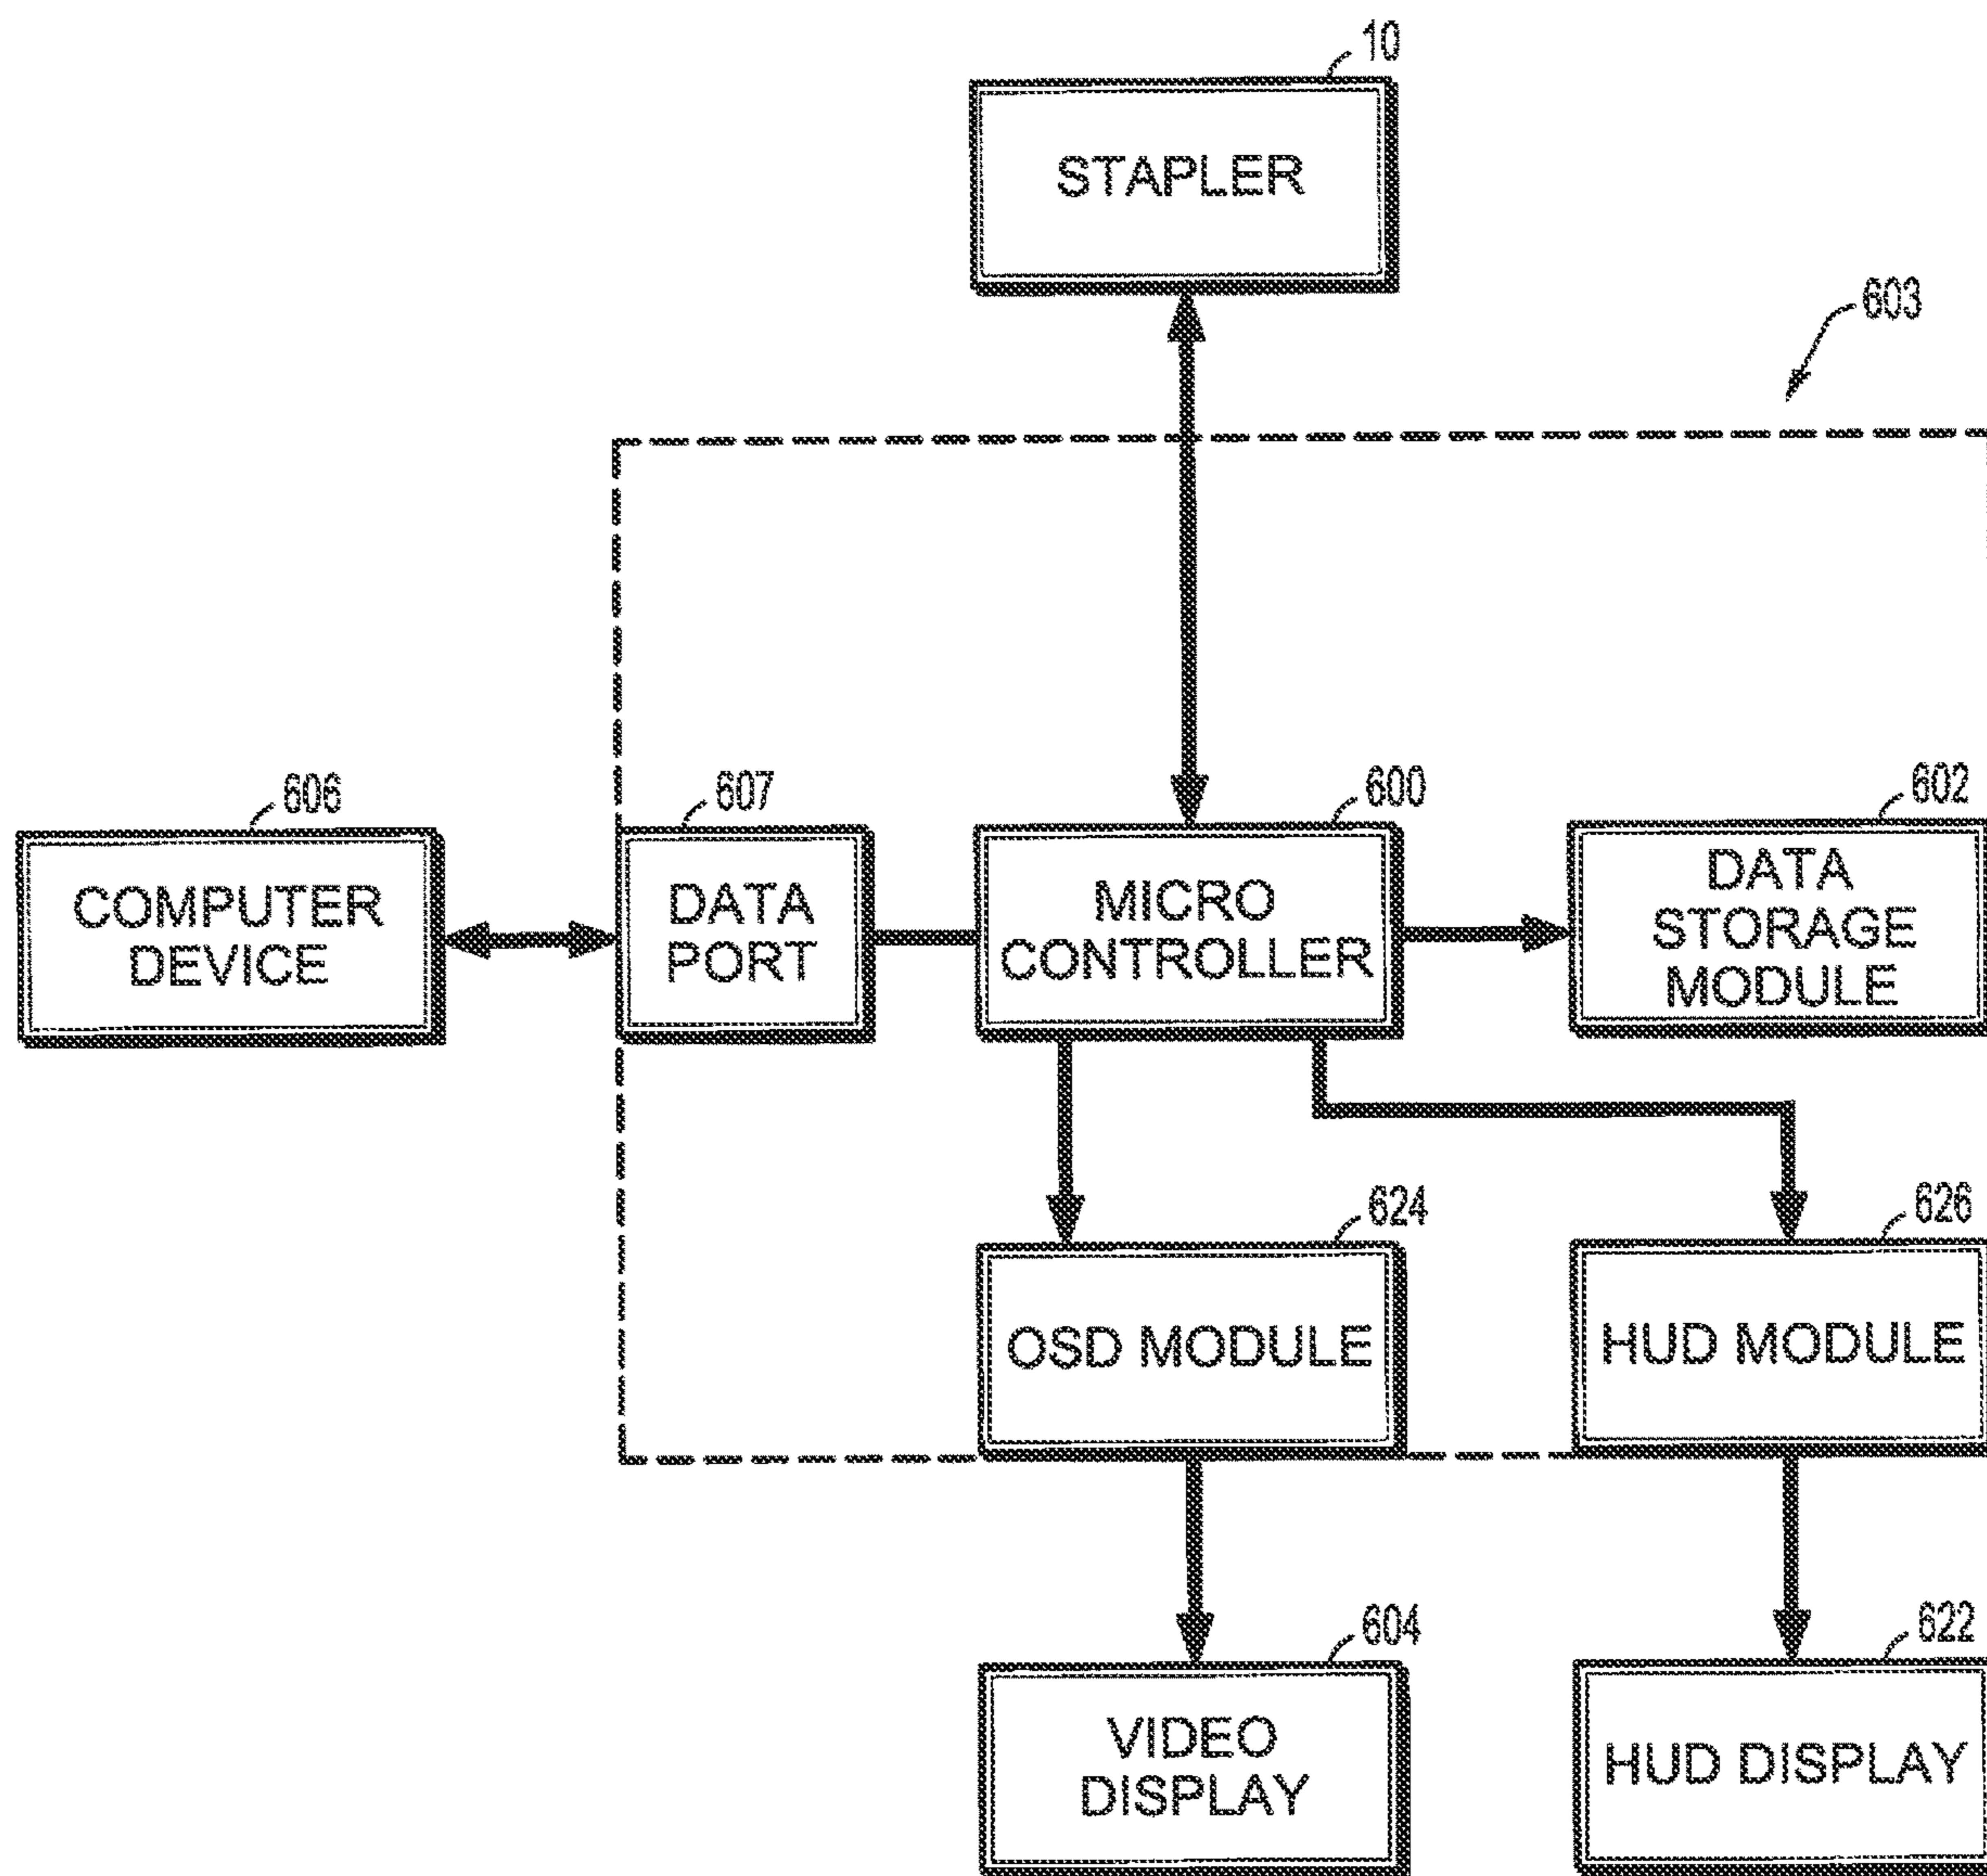 10
STAPLER
603
606
607
600
602
COMPUTER
DEVICE
DATA
PORT
MICRO
CONTROLLER
DATA
STORAGE
MODULE
624
626
OSD MODULE
HUD MODULE
604
622
VIDEO
DISPLAY
HUD DISPLAY